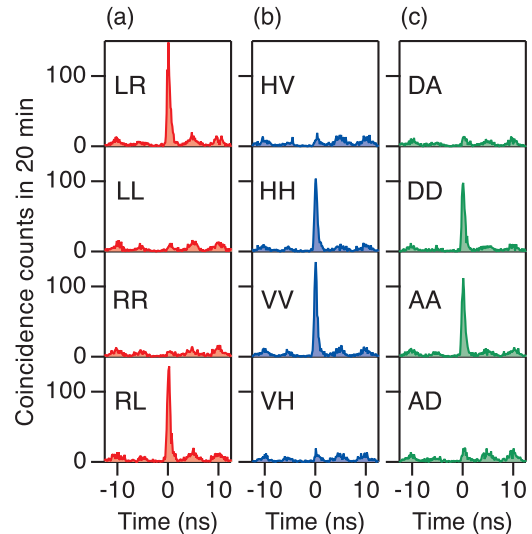 (a) (b) (c)
Coincidence counts in 20 min
100 LR HV DA
0
100 LL HH DD
0
100 RR VV AA
0
100 RL VH AD
0
-10 0 10 -10 0 10 -10 0 10
Time (ns) Time (ns) Time (ns)